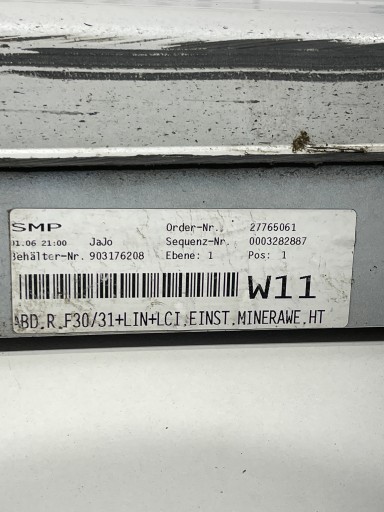 SMP Order-Nr.. 27765061
01.06 21:00 JaJo Sequenz-Nr. 0003282887
Behälter-Nr. 903176208 Ebene: 1 Pos: 1
W11
ABD.R.F30/31+LIN+LCI.EINST.MINERAWE.HT